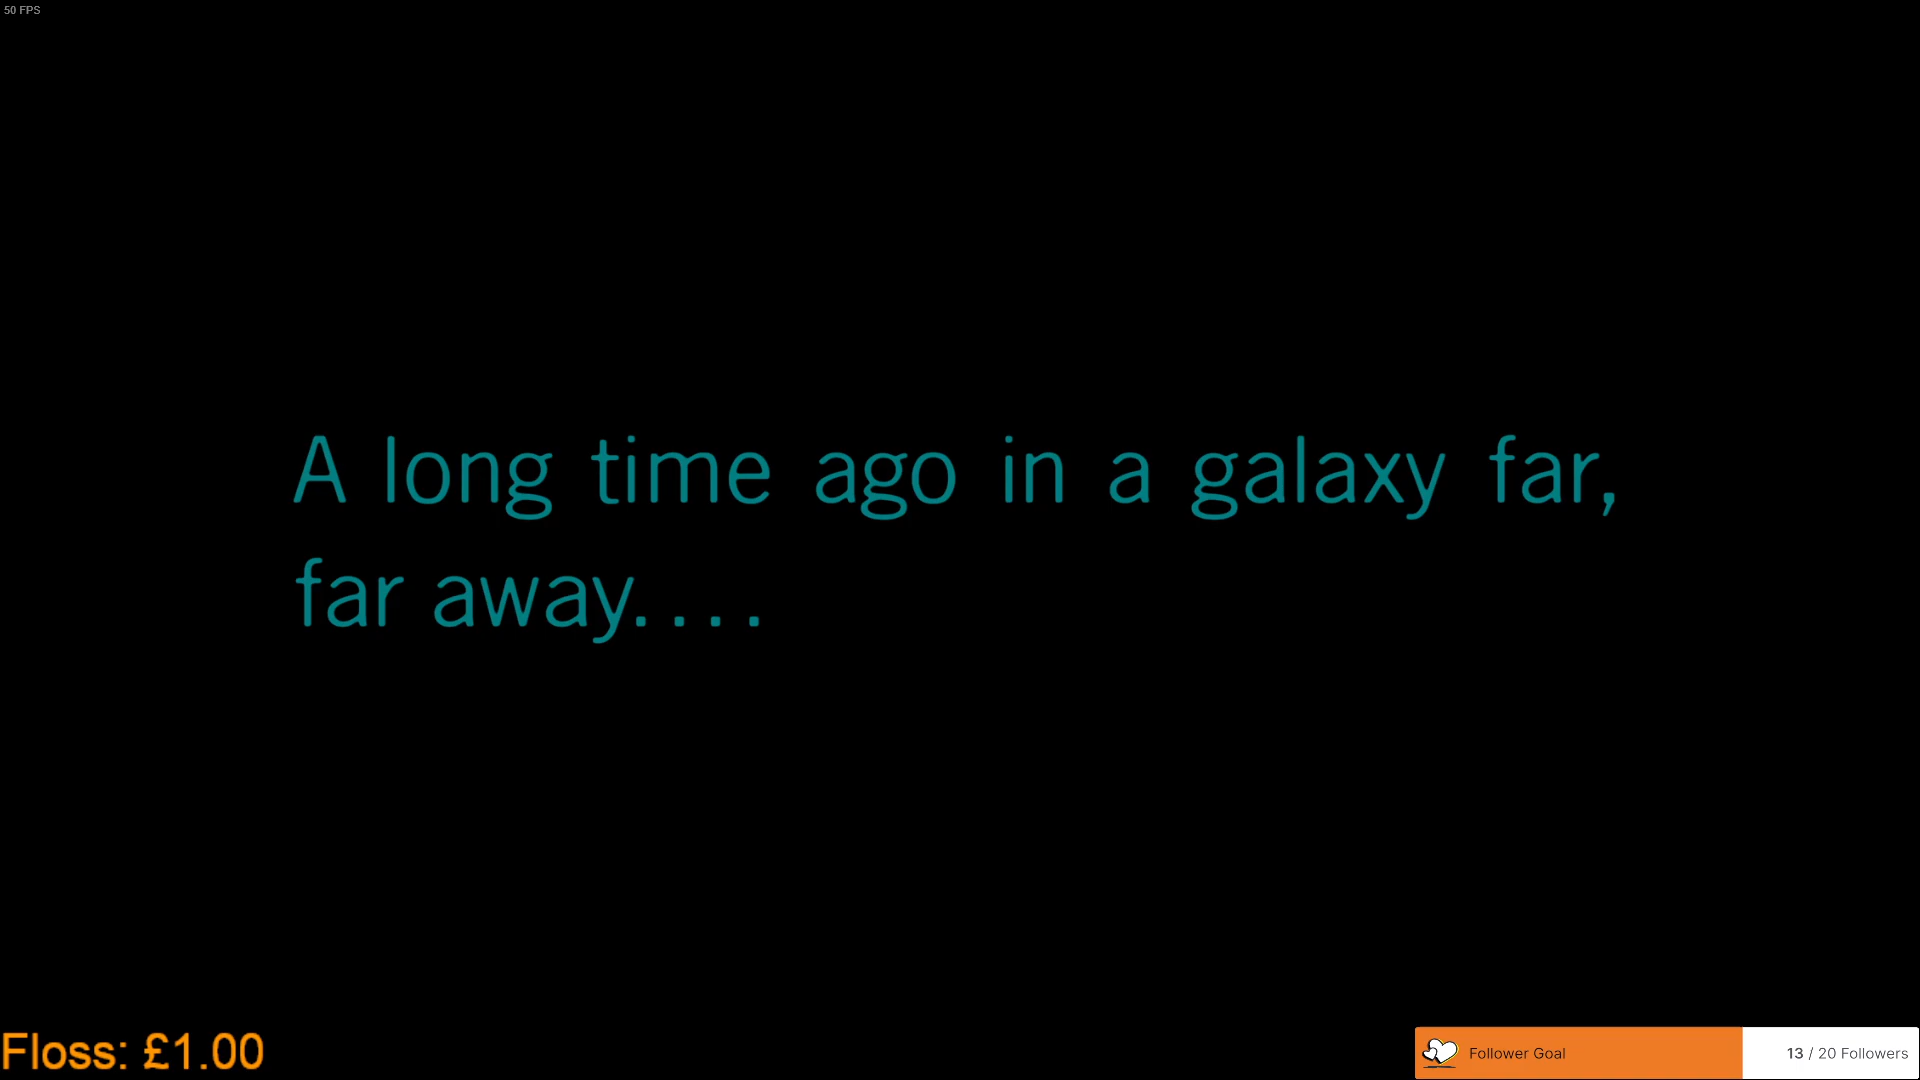 50 FPS
A long time ago in a galaxy far,
far away....
Floss: £1.00
Follower Goal
13 / 20 Followers